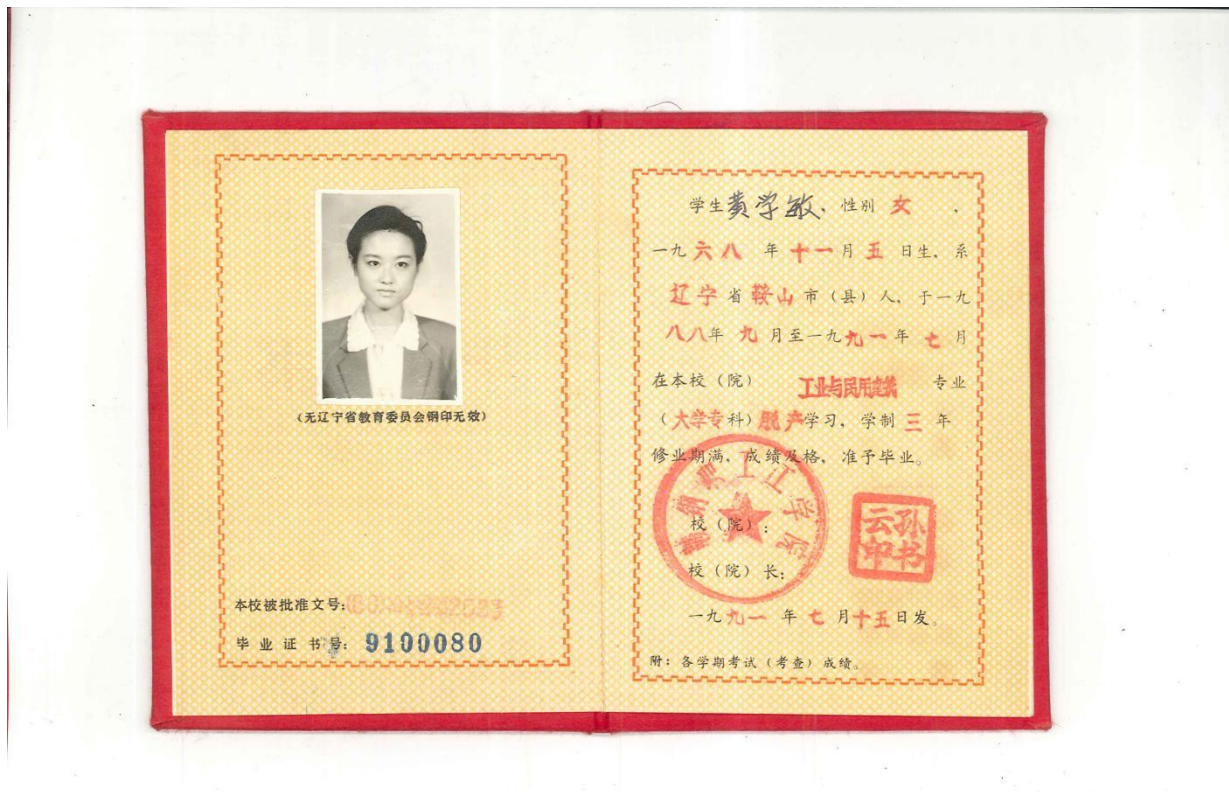 (无辽宁省教育委员会钢印无效)
本校被批准文号:
毕业证书号: 9100080
学生黄学敏、性别 女 、
一九六八 年 十一月 五 日生、系
辽宁省鞍山市(县)人、于一九
八八年 九 月至一九九一年 七 月
在本校(院) 工业与民用建筑 专业
(大学专科)脱产学习、学制 三 年
修业期满、成绩及格、准予毕业。
校(院):
鞍钢职工工学院
校(院)长:
孙书云印
一九九一 年 七 月十五日发。
附:各学期考试(考查)成绩。